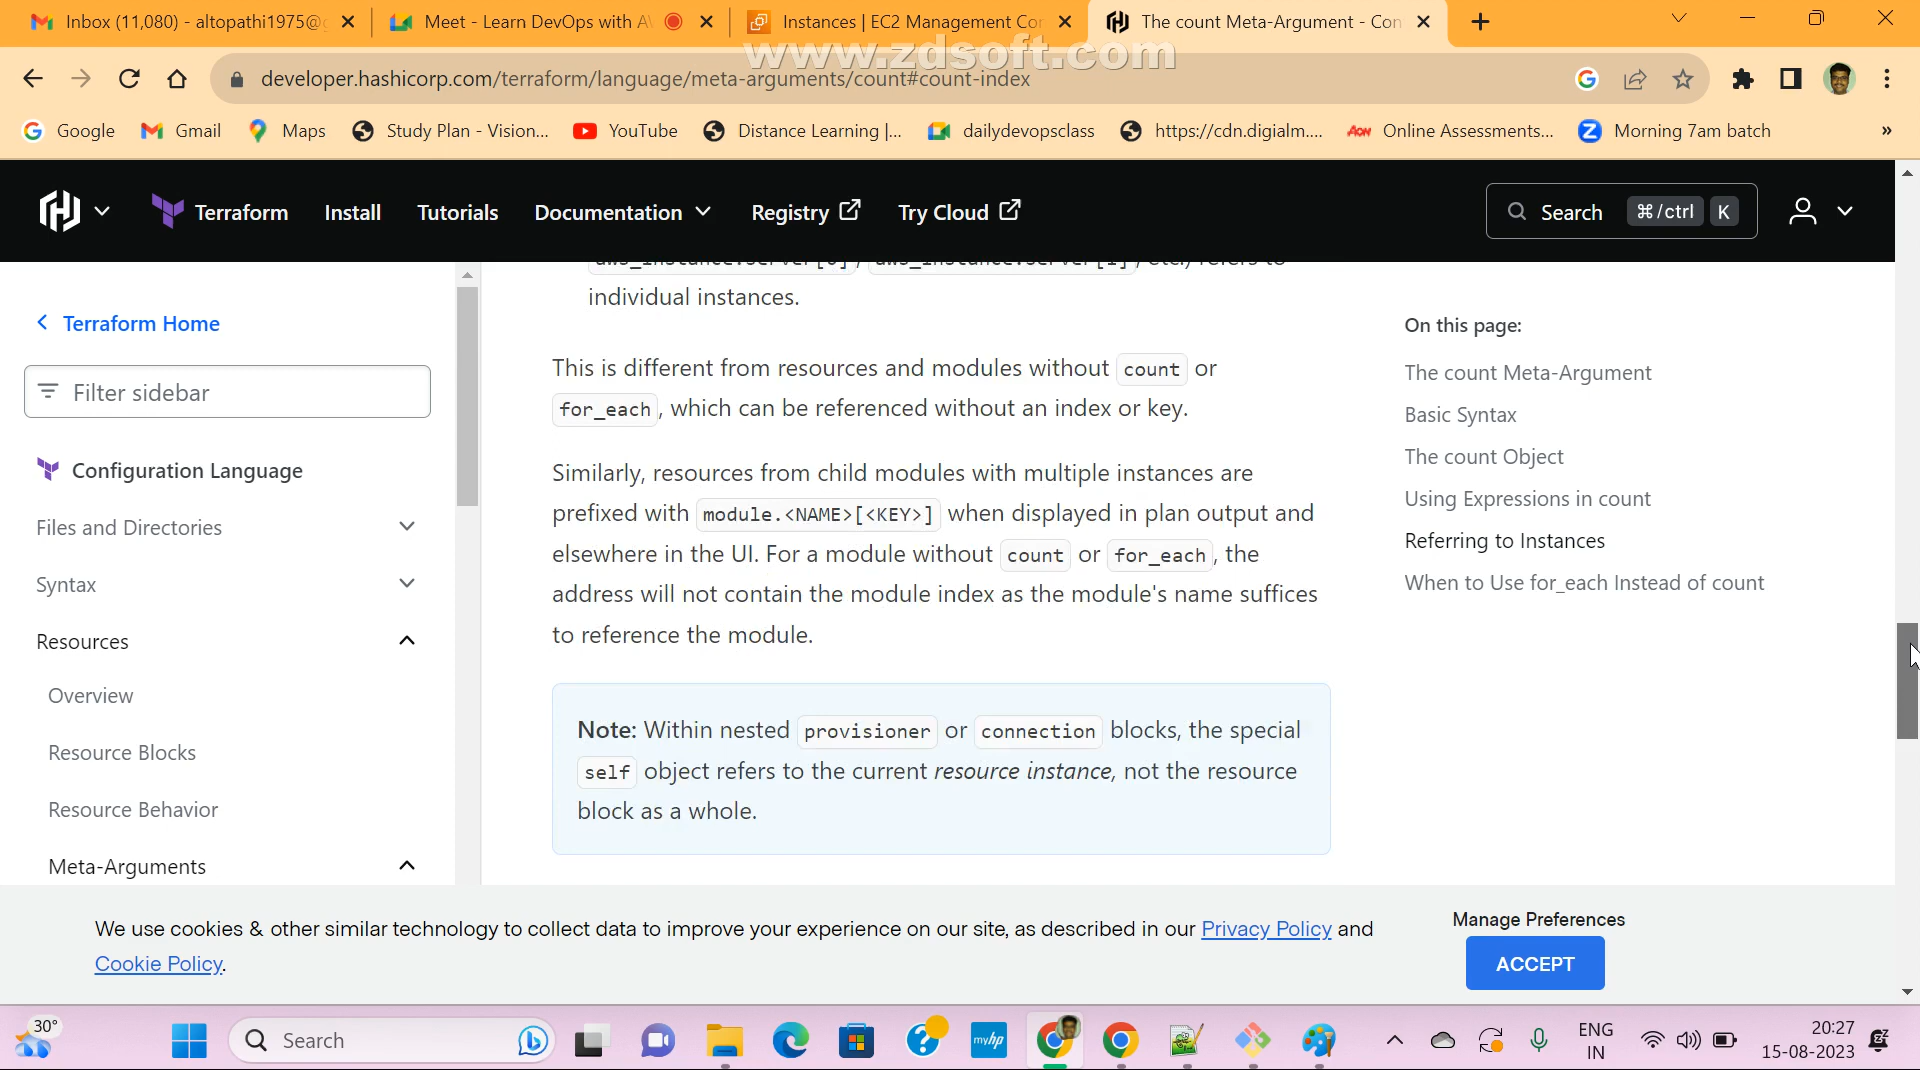 Inbox (11,080) - altopathi1975@g
Meet - Learn DevOps with AW
Instances | EC2 Management Con
The count Meta-Argument - Con
www.zdsoft.com
developer.hashicorp.com/terraform/language/meta-arguments/count#count-index
Google
Gmail
Maps
Study Plan - Vision...
YouTube
Distance Learning |...
dailydevopsclass
https://cdn.digialm....
Online Assessments...
Morning 7am batch
»
Terraform
Install
Tutorials
Documentation
Registry
Try Cloud
Search
⌘/ctrl
K
Terraform Home
Filter sidebar
Configuration Language
Files and Directories
Syntax
Resources
Overview
Resource Blocks
Resource Behavior
Meta-Arguments
aws_instance.server[0], aws_instance.server[1], etc.) refers to
individual instances.
This is different from resources and modules without count or
for_each, which can be referenced without an index or key.
Similarly, resources from child modules with multiple instances are
prefixed with module.<NAME>[<KEY>] when displayed in plan output and
elsewhere in the UI. For a module without count or for_each, the
address will not contain the module index as the module's name suffices
to reference the module.
Note: Within nested provisioner or connection blocks, the special
self object refers to the current resource instance, not the resource
block as a whole.
On this page:
The count Meta-Argument
Basic Syntax
The count Object
Using Expressions in count
Referring to Instances
When to Use for_each Instead of count
We use cookies & other similar technology to collect data to improve your experience on our site, as described in our Privacy Policy and
Cookie Policy.
Manage Preferences
ACCEPT
30°
Search
myhp
ENG
IN
20:27
15-08-2023